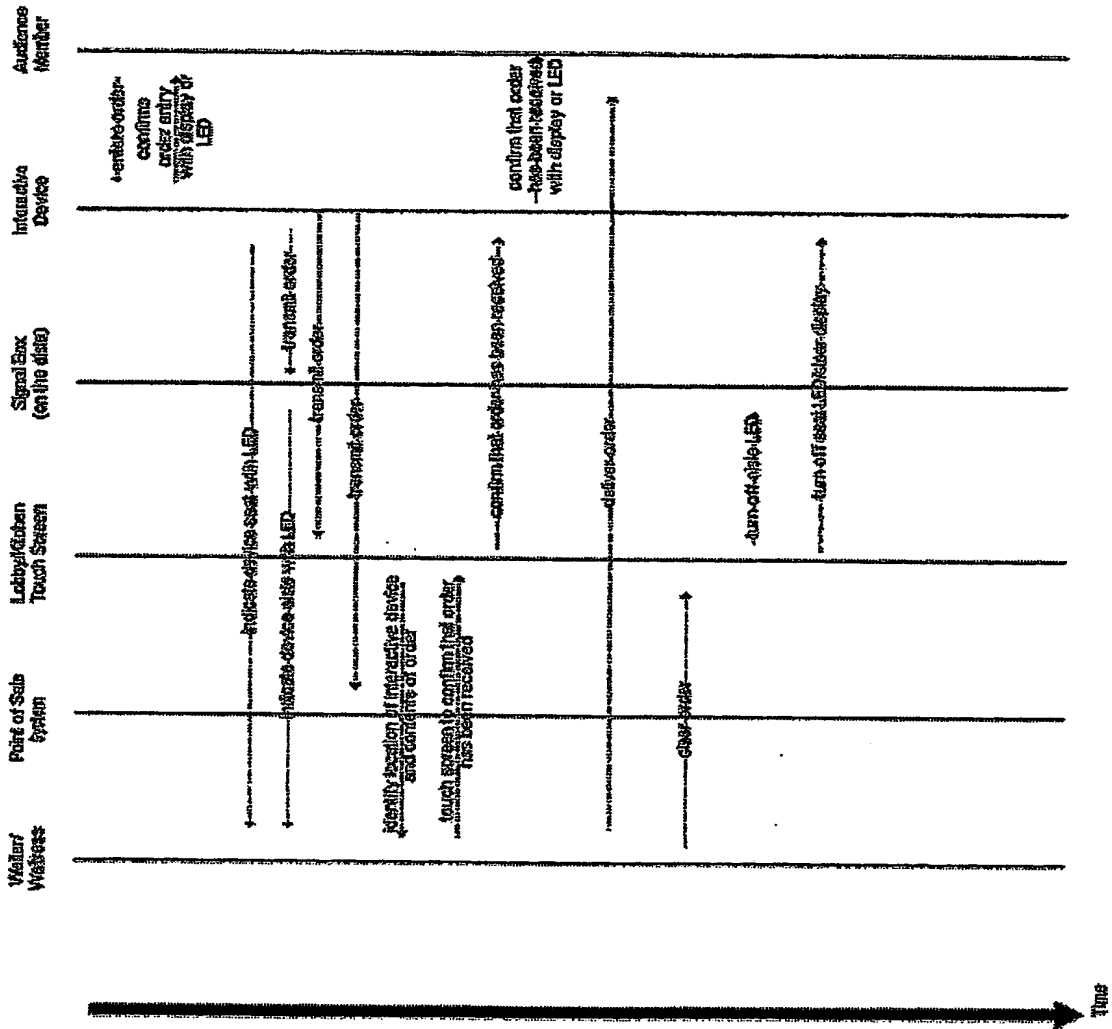 Waiter/
Waitress
Point of Sale
System
Lobby/Kitchen
Touch Screen
Signal Box
(on the aisle)
Interactive
Device
Audience
Member
enters order
confirms
order entry
with display or
LED
indicate device seat with LED
indicate device aisle with LED
transmit order
transmit order
transmit order
identify location of interactive device
and contents of order
touch screen to confirm that order
has been received
confirm that order has been received
confirm that order
has been received
with display or LED
deliver order
clear order
turn off aisle LED
turn off seat LED/clear display
Time